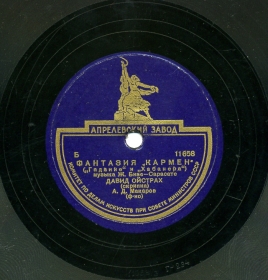 АПРЕЛЕВСКИЙ ЗАВОД
Б 11658
ФАНТАЗИЯ „КАРМЕН"
(„Гадание" и „Хабанера")
музыка Ж. Бизе—Сарасате
ДАВИД ОЙСТРАХ
(скрипка)
А. Д. Макаров
(ф-но)
КОМИТЕТ ПО ДЕЛАМ ИСКУССТВ ПРИ СОВЕТЕ МИНИСТРОВ СССР